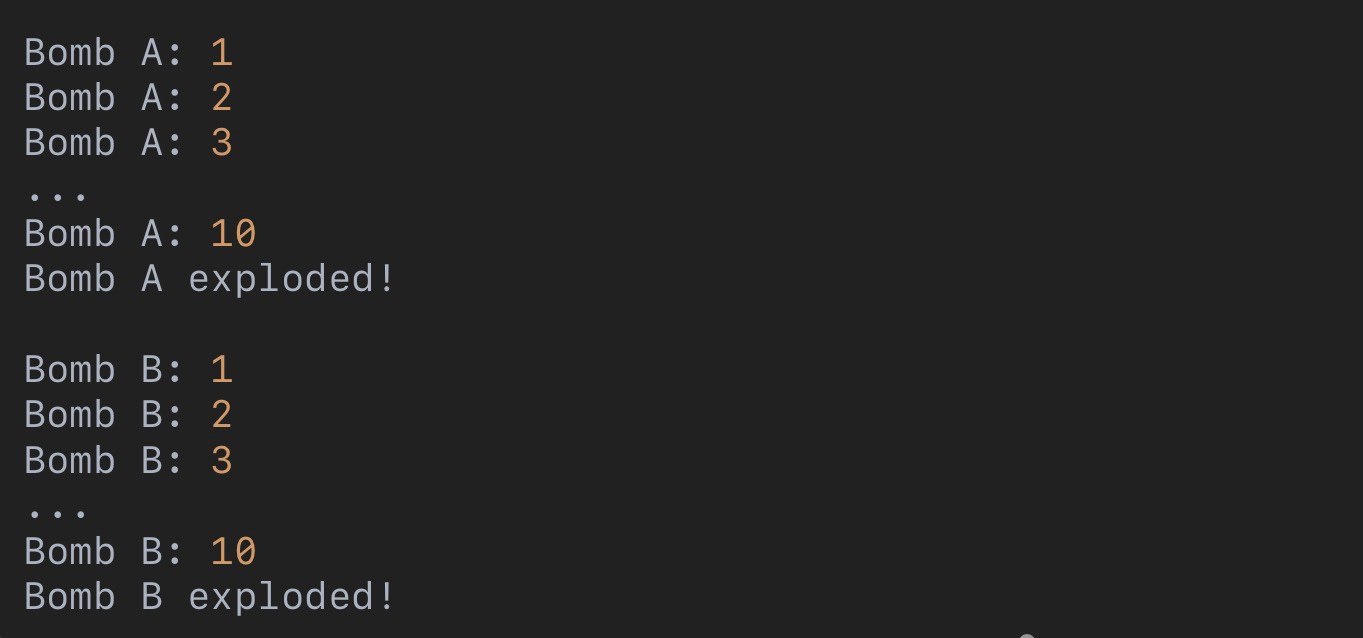 Bomb A: 1
Bomb A: 2
Bomb A: 3
...
Bomb A: 10
Bomb A exploded!
Bomb B: 1
Bomb B: 2
Bomb B: 3
...
Bomb B: 10
Bomb B exploded!